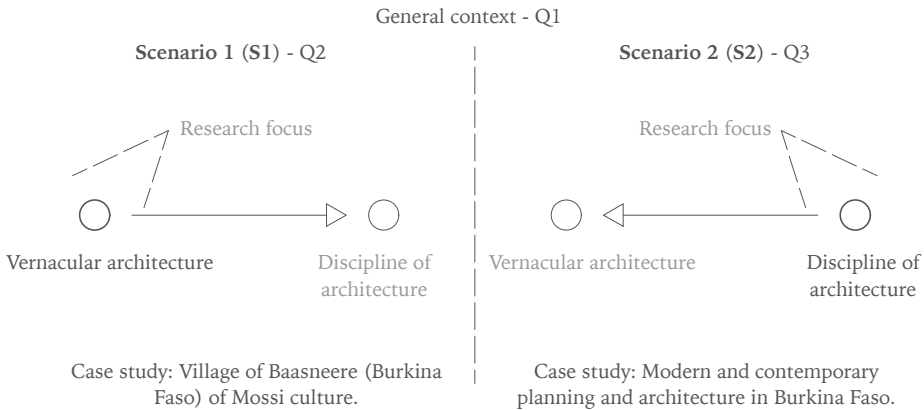 General context - Q1
Scenario 1 (S1) - Q2
Research focus
Vernacular architecture
Discipline of
architecture
Case study: Village of Baasneere (Burkina
Faso) of Mossi culture.
Scenario 2 (S2) - Q3
Research focus
Vernacular architecture
Discipline of
architecture
Case study: Modern and contemporary
planning and architecture in Burkina Faso.